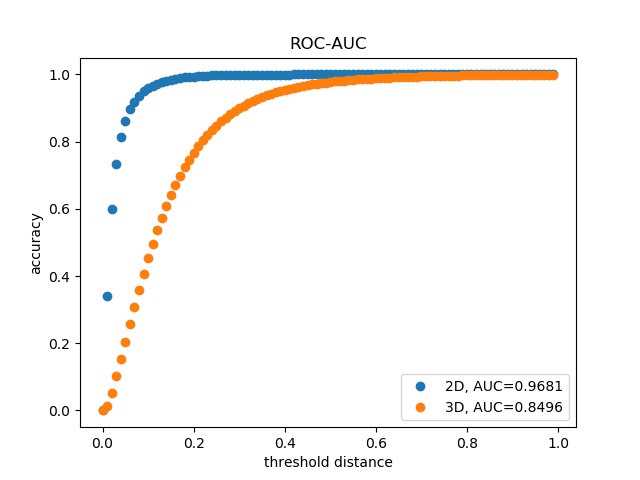 ROC-AUC
accuracy
1.0
0.8
0.6
0.4
0.2
0.0
2D, AUC=0.9681
3D, AUC=0.8496
0.0 0.2 0.4 0.6 0.8 1.0
threshold distance